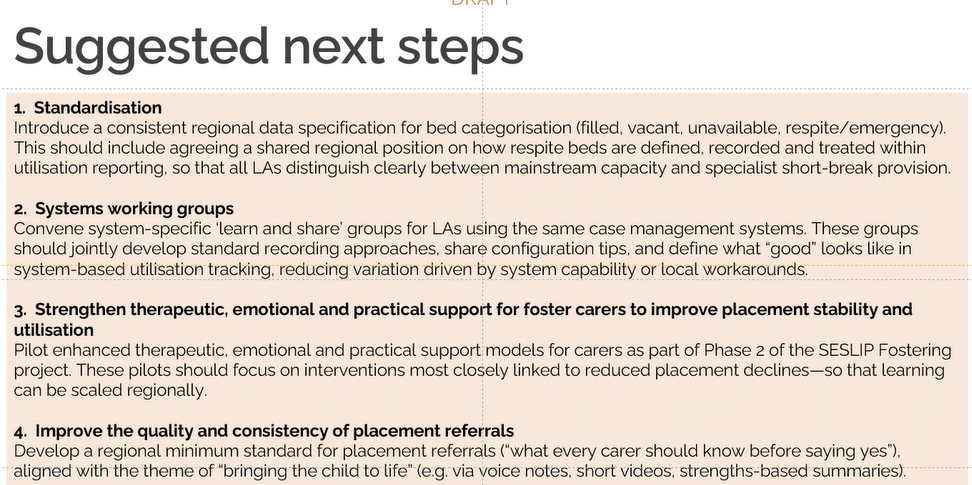 DRAFT
Suggested next steps
1. Standardisation
Introduce a consistent regional data specification for bed categorisation (filled, vacant, unavailable, respite/emergency).
This should include agreeing a shared regional position on how respite beds are defined, recorded and treated within
utilisation reporting, so that all LAs distinguish clearly between mainstream capacity and specialist short-break provision.
2. Systems working groups
Convene system-specific ‘learn and share’ groups for LAs using the same case management systems. These groups
should jointly develop standard recording approaches, share configuration tips, and define what “good” looks like in
system-based utilisation tracking, reducing variation driven by system capability or local workarounds.
3. Strengthen therapeutic, emotional and practical support for foster carers to improve placement stability and
utilisation
Pilot enhanced therapeutic, emotional and practical support models for carers as part of Phase 2 of the SESLIP Fostering
project. These pilots should focus on interventions most closely linked to reduced placement declines—so that learning
can be scaled regionally.
4. Improve the quality and consistency of placement referrals
Develop a regional minimum standard for placement referrals (“what every carer should know before saying yes”),
aligned with the theme of “bringing the child to life” (e.g. via voice notes, short videos, strengths-based summaries).